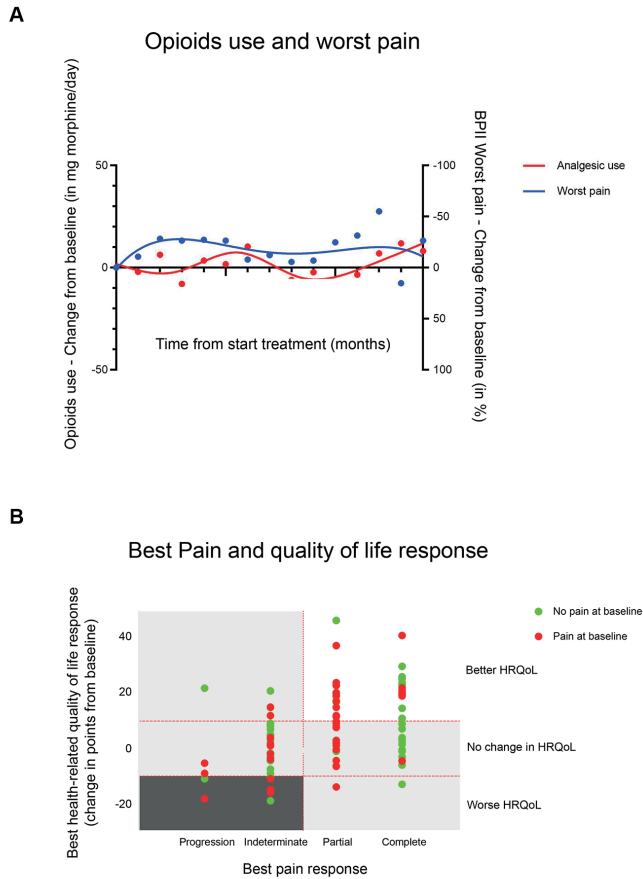 A
Opioids use and worst pain
Opioids use - Change from baseline (in mg morphine/day)
50
0
-50
-100
-50
0
50
100
BPII Worst pain - Change from
baseline (in %)
Analgesic use
Worst pain
Time from start treatment (months)
B
Best Pain and quality of life response
Best health-related quality of life response
(change in points from baseline)
40
20
0
-20
No pain at baseline
Pain at baseline
Better HRQoL
No change in HRQoL
Worse HRQoL
Progression Indeterminate Partial Complete
Best pain response